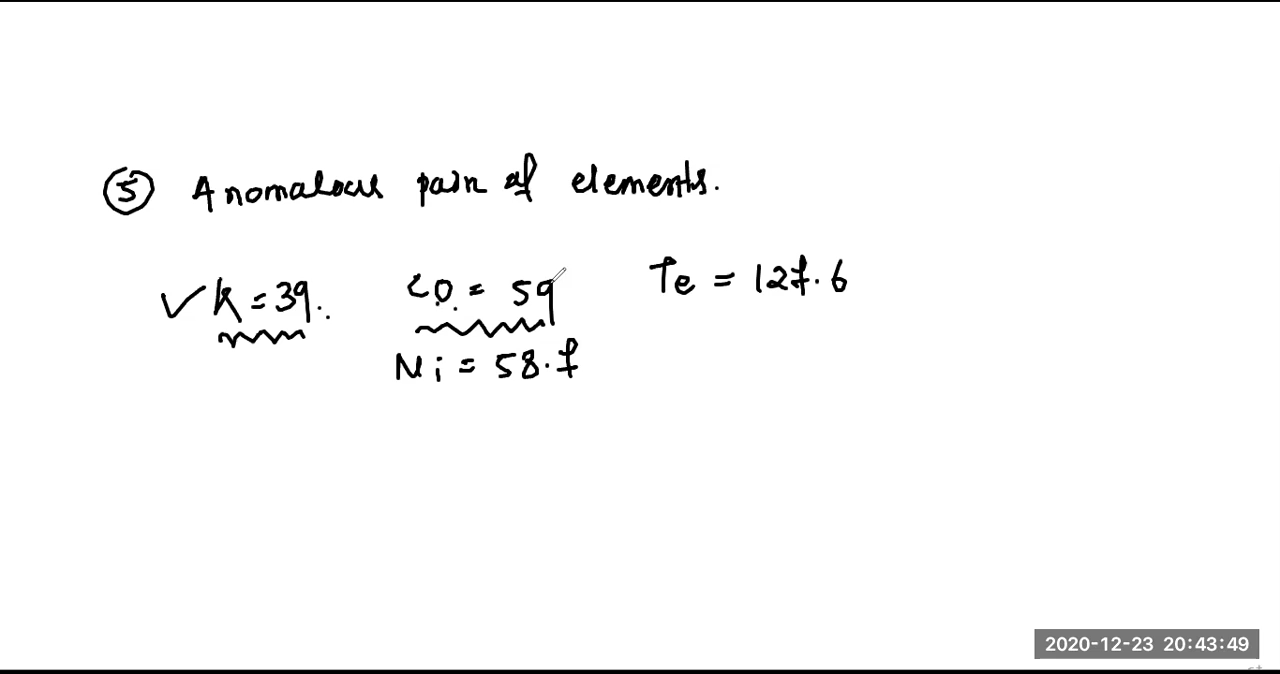 ⑤ Anomalous pair of elements.
✓ K = 39. Co = 59 Te = 127.6
Ni = 58.7
2020-12-23 20:43:49